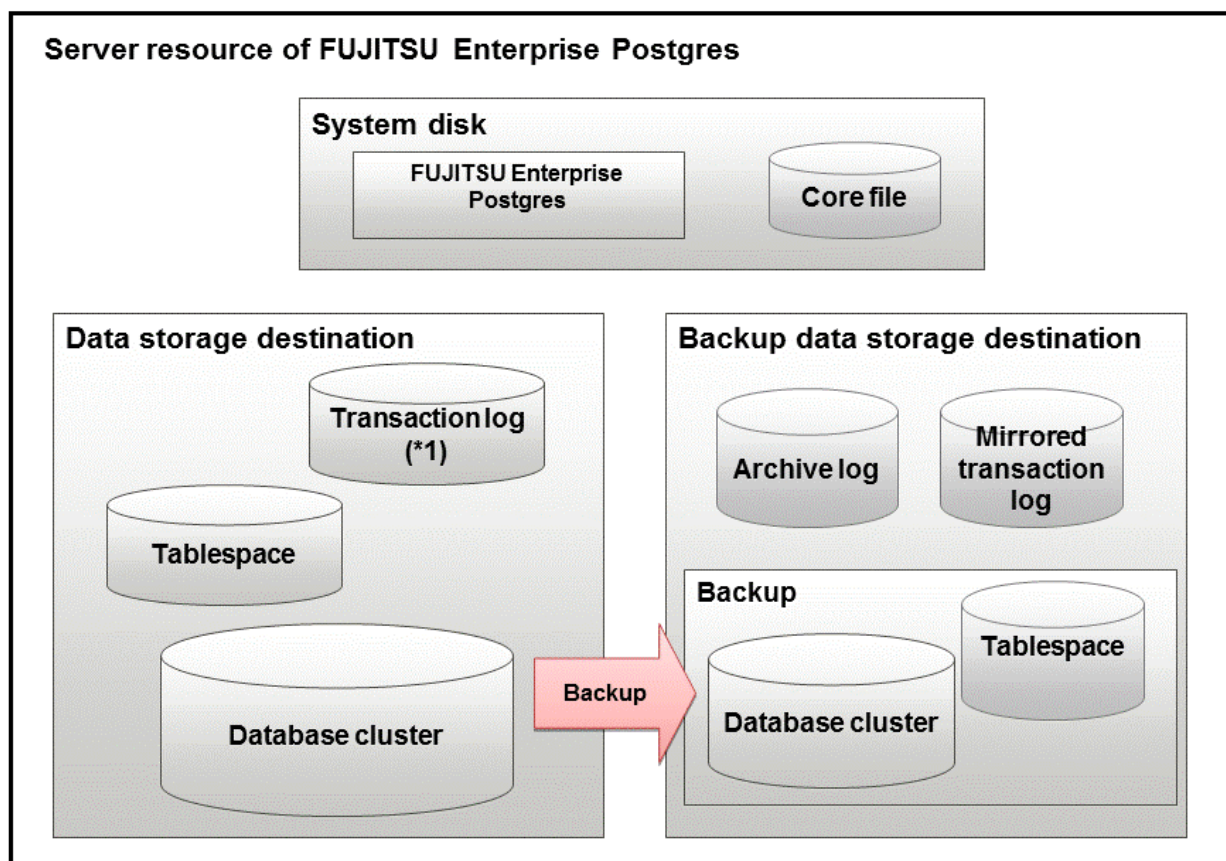 Server resource of FUJITSU Enterprise Postgres
System disk
FUJITSU Enterprise
Postgres
Core file
Data storage destination
Transaction log
(*1)
Tablespace
Database cluster
Backup
Backup data storage destination
Archive log
Mirrored
transaction
log
Backup
Tablespace
Database cluster